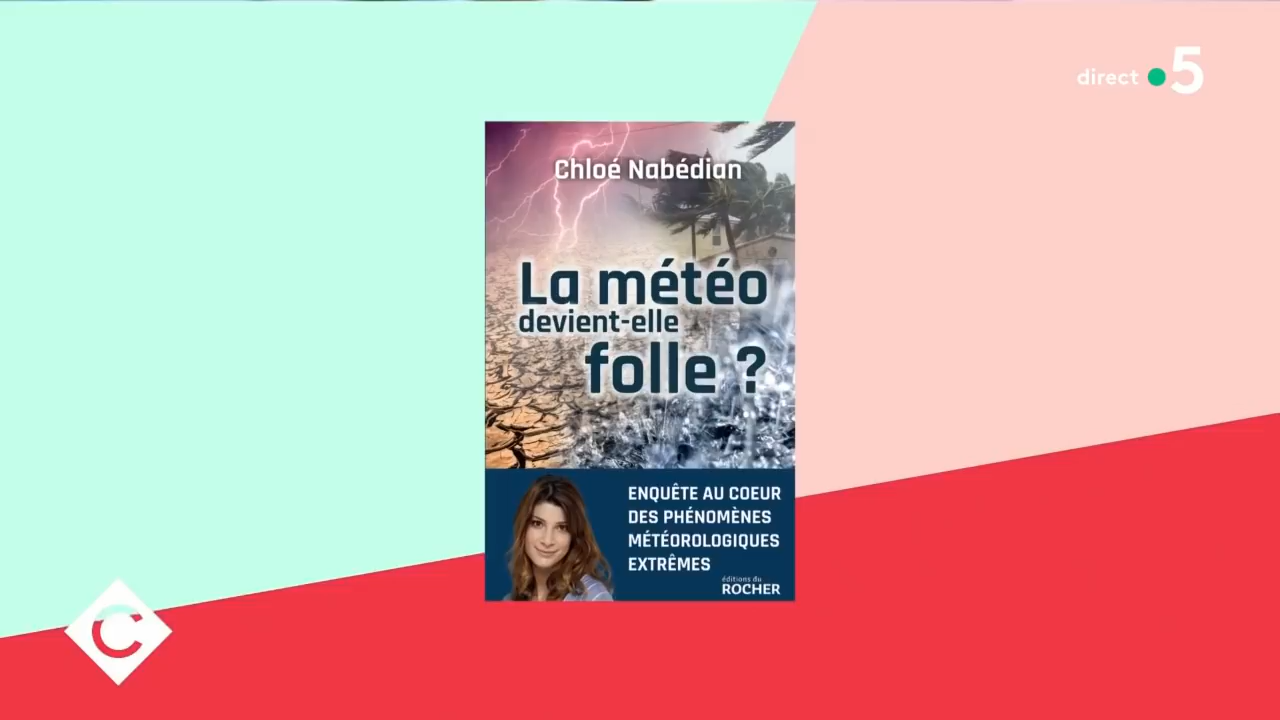 direct 5
Chloé Nabédian
La météo
devient-elle
folle ?
ENQUÊTE AU COEUR
DES PHÉNOMÈNES
MÉTÉOROLOGIQUES
EXTRÊMES
éditions du
ROCHER
C